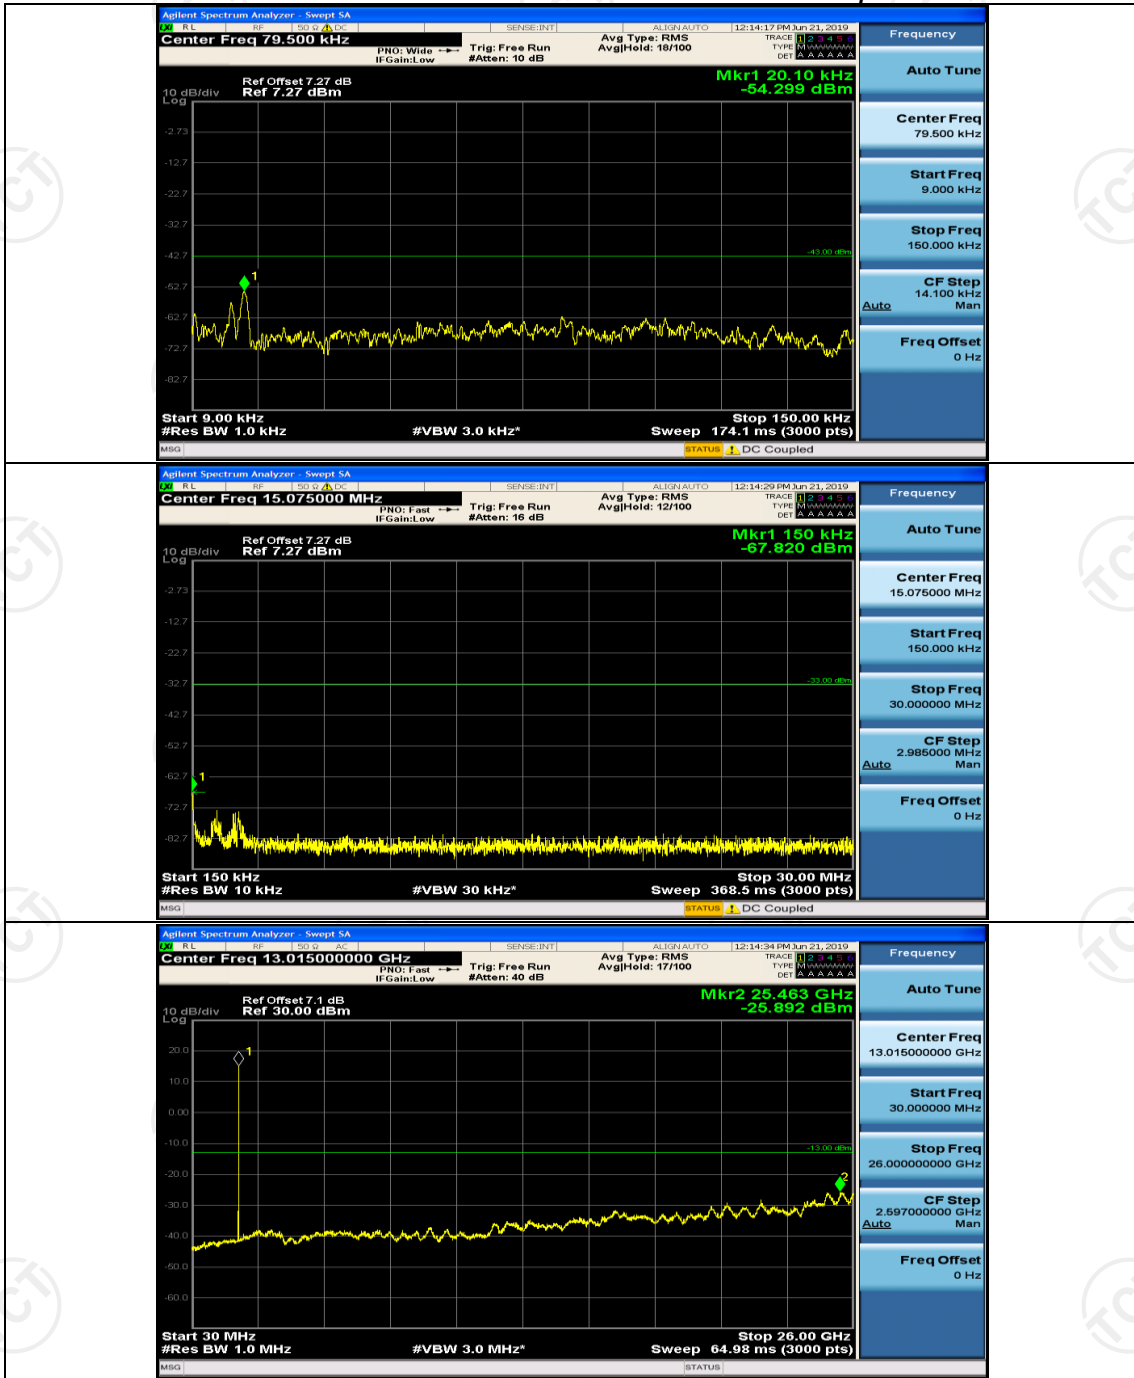 Agilent Spectrum Analyzer - Swept SA
LXI RL RF 50 Ω DC SENSE:INT ALIGN AUTO 12:14:17 PM Jun 21, 2019
Center Freq 79.500 kHz
PNO: Wide
IFGain:Low
Trig: Free Run
#Atten: 10 dB
Avg Type: RMS
Avg|Hold: 18/100
TRACE 1 2 3 4 5 6
TYPE M
DET A A A A A A
Ref Offset 7.27 dB
10 dB/div Ref 7.27 dBm
Log
Mkr1 20.10 kHz
-54.299 dBm
-2.73
-12.7
-22.7
-32.7
-42.7
-43.00 dBm
-52.7
1
-62.7
-72.7
-82.7
Start 9.00 kHz Stop 150.00 kHz
#Res BW 1.0 kHz #VBW 3.0 kHz* Sweep 174.1 ms (3000 pts)
MSG STATUS DC Coupled
Frequency
Auto Tune
Center Freq
79.500 kHz
Start Freq
9.000 kHz
Stop Freq
150.000 kHz
CF Step
14.100 kHz
Auto Man
Freq Offset
0 Hz
Agilent Spectrum Analyzer - Swept SA
LXI RL RF 50 Ω DC SENSE:INT ALIGN AUTO 12:14:29 PM Jun 21, 2019
Center Freq 15.075000 MHz
PNO: Fast
IFGain:Low
Trig: Free Run
#Atten: 16 dB
Avg Type: RMS
Avg|Hold: 12/100
TRACE 1 2 3 4 5 6
TYPE M
DET A A A A A A
Ref Offset 7.27 dB
10 dB/div Ref 7.27 dBm
Log
Mkr1 150 kHz
-67.820 dBm
-2.73
-12.7
-22.7
-32.7
-33.00 dBm
-42.7
-52.7
-62.7
1
-72.7
-82.7
Start 150 kHz Stop 30.00 MHz
#Res BW 10 kHz #VBW 30 kHz* Sweep 368.5 ms (3000 pts)
MSG STATUS DC Coupled
Frequency
Auto Tune
Center Freq
15.075000 MHz
Start Freq
150.000 kHz
Stop Freq
30.000000 MHz
CF Step
2.985000 MHz
Auto Man
Freq Offset
0 Hz
Agilent Spectrum Analyzer - Swept SA
LXI RL RF 50 Ω AC SENSE:INT ALIGN AUTO 12:14:34 PM Jun 21, 2019
Center Freq 13.015000000 GHz
PNO: Fast
IFGain:Low
Trig: Free Run
#Atten: 40 dB
Avg Type: RMS
Avg|Hold: 17/100
TRACE 1 2 3 4 5 6
TYPE M
DET A A A A A A
Ref Offset 7.1 dB
10 dB/div Ref 30.00 dBm
Log
Mkr2 25.463 GHz
-25.892 dBm
20.0
1
10.0
0.00
-10.0
-13.00 dBm
-20.0
2
-30.0
-40.0
-50.0
-60.0
Start 30 MHz Stop 26.00 GHz
#Res BW 1.0 MHz #VBW 3.0 MHz* Sweep 64.98 ms (3000 pts)
MSG STATUS
Frequency
Auto Tune
Center Freq
13.015000000 GHz
Start Freq
30.000000 MHz
Stop Freq
26.000000000 GHz
CF Step
2.597000000 GHz
Auto Man
Freq Offset
0 Hz
TCT